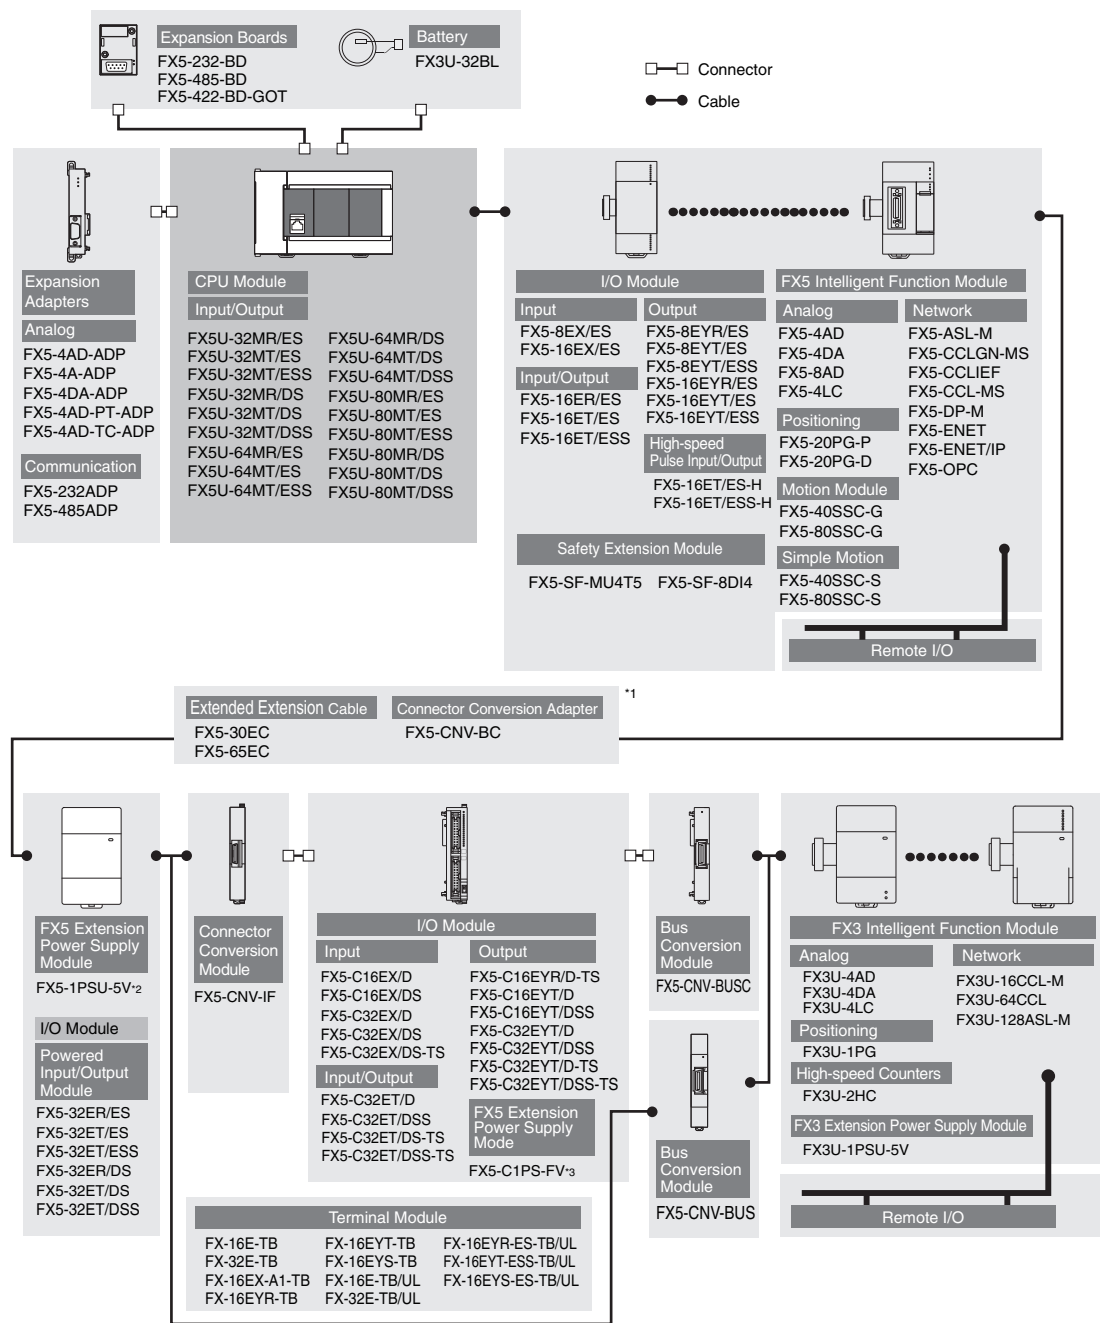 Expansion Boards
FX5-232-BD
FX5-485-BD
FX5-422-BD-GOT
Battery
FX3U-32BL
Connector
Cable
Expansion
Adapters
Analog
FX5-4AD-ADP
FX5-4A-ADP
FX5-4DA-ADP
FX5-4AD-PT-ADP
FX5-4AD-TC-ADP
Communication
FX5-232ADP
FX5-485ADP
CPU Module
Input/Output
FX5U-32MR/ES
FX5U-32MT/ES
FX5U-32MT/ESS
FX5U-32MR/DS
FX5U-32MT/DS
FX5U-32MT/DSS
FX5U-64MR/ES
FX5U-64MT/ES
FX5U-64MT/ESS
FX5U-64MR/DS
FX5U-64MT/DS
FX5U-64MT/DSS
FX5U-80MR/ES
FX5U-80MT/ES
FX5U-80MT/ESS
FX5U-80MR/DS
FX5U-80MT/DS
FX5U-80MT/DSS
I/O Module
Input
FX5-8EX/ES
FX5-16EX/ES
Input/Output
FX5-16ER/ES
FX5-16ET/ES
FX5-16ET/ESS
Output
FX5-8EYR/ES
FX5-8EYT/ES
FX5-8EYT/ESS
FX5-16EYR/ES
FX5-16EYT/ES
FX5-16EYT/ESS
High-speed
Pulse Input/Output
FX5-16ET/ES-H
FX5-16ET/ESS-H
Safety Extension Module
FX5-SF-MU4T5 FX5-SF-8DI4
FX5 Intelligent Function Module
Analog
FX5-4AD
FX5-4DA
FX5-8AD
FX5-4LC
Positioning
FX5-20PG-P
FX5-20PG-D
Motion Module
FX5-40SSC-G
FX5-80SSC-G
Simple Motion
FX5-40SSC-S
FX5-80SSC-S
Network
FX5-ASL-M
FX5-CCLGN-MS
FX5-CCLIEF
FX5-CCL-MS
FX5-DP-M
FX5-ENET
FX5-ENET/IP
FX5-OPC
Remote I/O
Extended Extension Cable
FX5-30EC
FX5-65EC
Connector Conversion Adapter
FX5-CNV-BC
*1
FX5 Extension
Power Supply
Module
FX5-1PSU-5V*2
I/O Module
Powered
Input/Output
Module
FX5-32ER/ES
FX5-32ET/ES
FX5-32ET/ESS
FX5-32ER/DS
FX5-32ET/DS
FX5-32ET/DSS
Connector
Conversion
Module
FX5-CNV-IF
I/O Module
Input
FX5-C16EX/D
FX5-C16EX/DS
FX5-C32EX/D
FX5-C32EX/DS
FX5-C32EX/DS-TS
Input/Output
FX5-C32ET/D
FX5-C32ET/DSS
FX5-C32ET/DS-TS
FX5-C32ET/DSS-TS
Output
FX5-C16EYR/D-TS
FX5-C16EYT/D
FX5-C16EYT/DSS
FX5-C32EYT/D
FX5-C32EYT/DSS
FX5-C32EYT/D-TS
FX5-C32EYT/DSS-TS
FX5 Extension
Power Supply
Mode
FX5-C1PS-FV*3
Bus
Conversion
Module
FX5-CNV-BUSC
Bus
Conversion
Module
FX5-CNV-BUS
FX3 Intelligent Function Module
Analog
FX3U-4AD
FX3U-4DA
FX3U-4LC
Positioning
FX3U-1PG
High-speed Counters
FX3U-2HC
FX3 Extension Power Supply Module
FX3U-1PSU-5V
Network
FX3U-16CCL-M
FX3U-64CCL
FX3U-128ASL-M
Remote I/O
Terminal Module
FX-16E-TB
FX-32E-TB
FX-16EX-A1-TB
FX-16EYR-TB
FX-16EYT-TB
FX-16EYS-TB
FX-16E-TB/UL
FX-32E-TB/UL
FX-16EYR-ES-TB/UL
FX-16EYT-ESS-TB/UL
FX-16EYS-ES-TB/UL